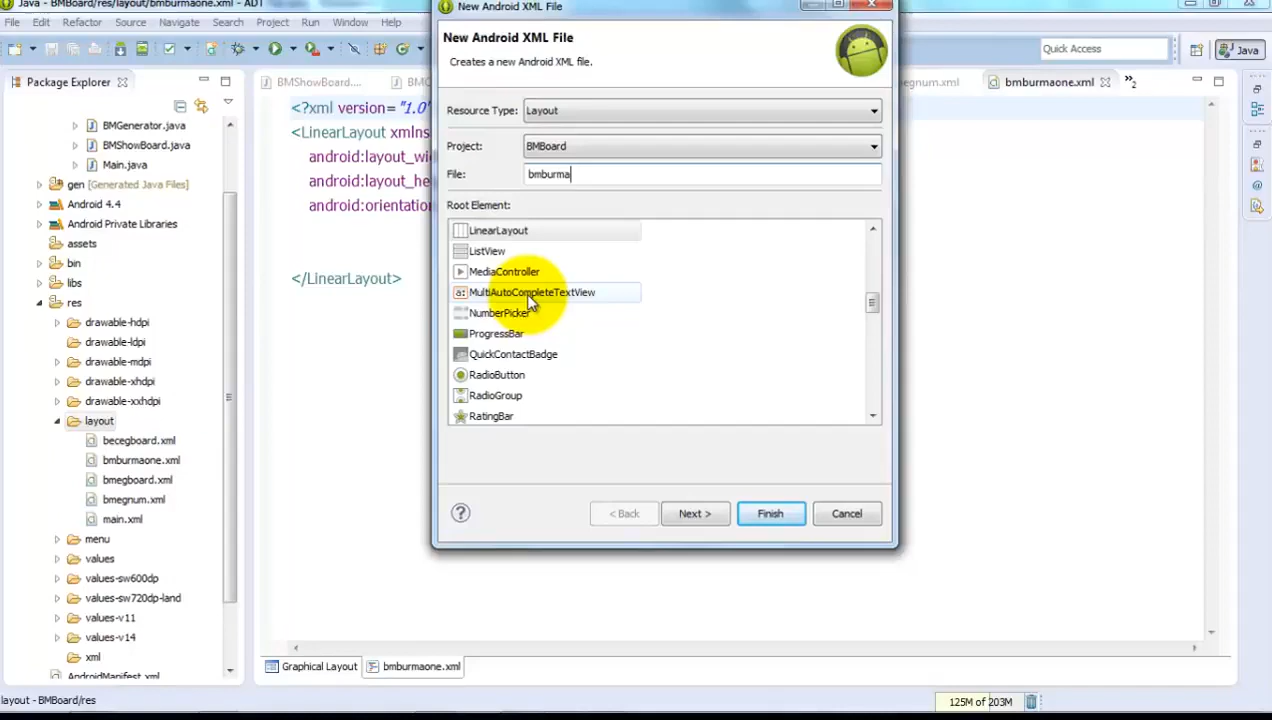 Java - BMBoard/res/layout/bmburmaone.xml - ADT
New Android XML File
File Edit Refactor Source Navigate Search Project Run Window Help
New Android XML File
Creates a new Android XML file.
Quick Access
Java
Package Explorer
BMShowBoard....
egnum.xml
bmburmaone.xml
»2
Resource Type: Layout
Project: BMBoard
File: bmburma
Root Element:
LinearLayout
ListView
MediaController
MultiAutoCompleteTextView
NumberPicker
ProgressBar
QuickContactBadge
RadioButton
RadioGroup
RatingBar
< Back
Next >
Finish
Cancel
BMGenerator.java
BMShowBoard.java
Main.java
gen [Generated Java Files]
Android 4.4
Android Private Libraries
assets
bin
libs
res
drawable-hdpi
drawable-ldpi
drawable-mdpi
drawable-xhdpi
drawable-xxhdpi
layout
becegboard.xml
bmburmaone.xml
bmegboard.xml
bmegnum.xml
main.xml
menu
values
values-sw600dp
values-sw720dp-land
values-v11
values-v14
xml
AndroidManifest.xml
<?xml version="1.0"
<LinearLayout xmlns
android:layout_wi
android:layout_he
android:orientation
</LinearLayout>
Graphical Layout
bmburmaone.xml
layout - BMBoard/res
125M of 203M